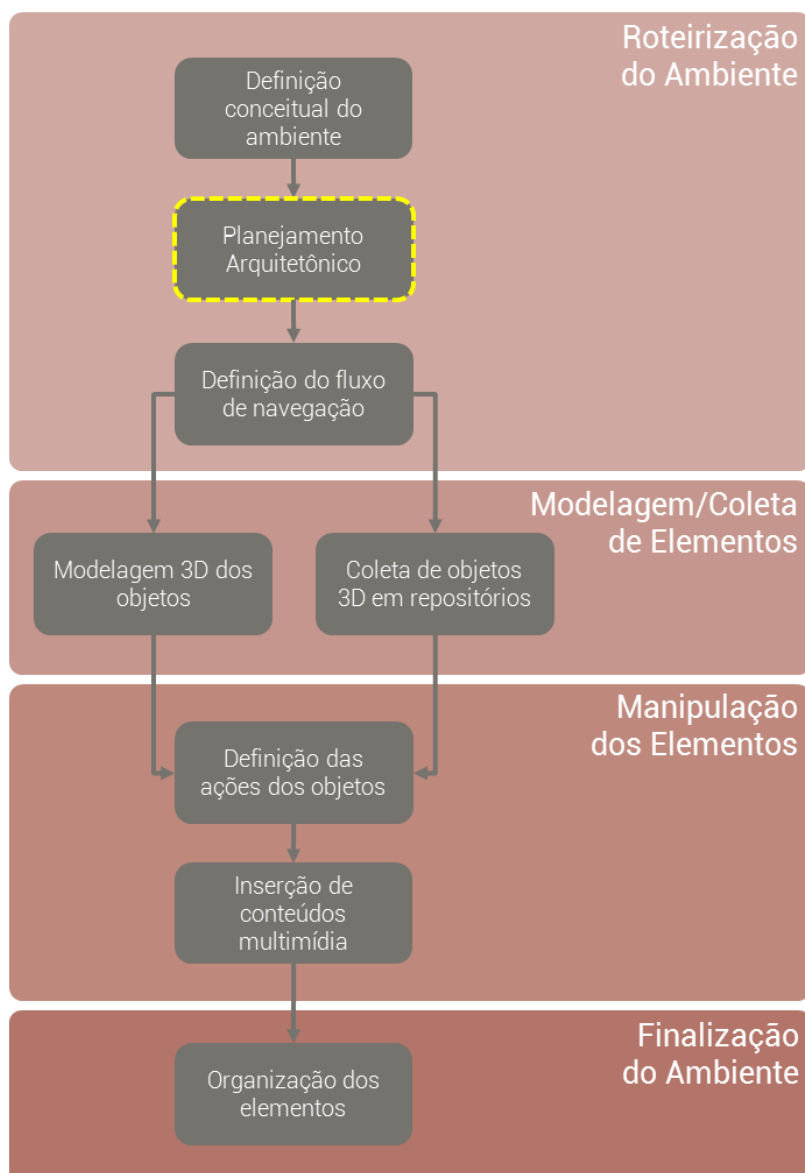 Roteirização
do Ambiente
Definição
conceitual do
ambiente
Planejamento
Arquitetônico
Definição do fluxo
de navegação
Modelagem/Coleta
de Elementos
Modelagem 3D dos
objetos
Coleta de objetos
3D em repositórios
Manipulação
dos Elementos
Definição das
ações dos objetos
Inserção de
conteúdos
multimídia
Finalização
do Ambiente
Organização dos
elementos